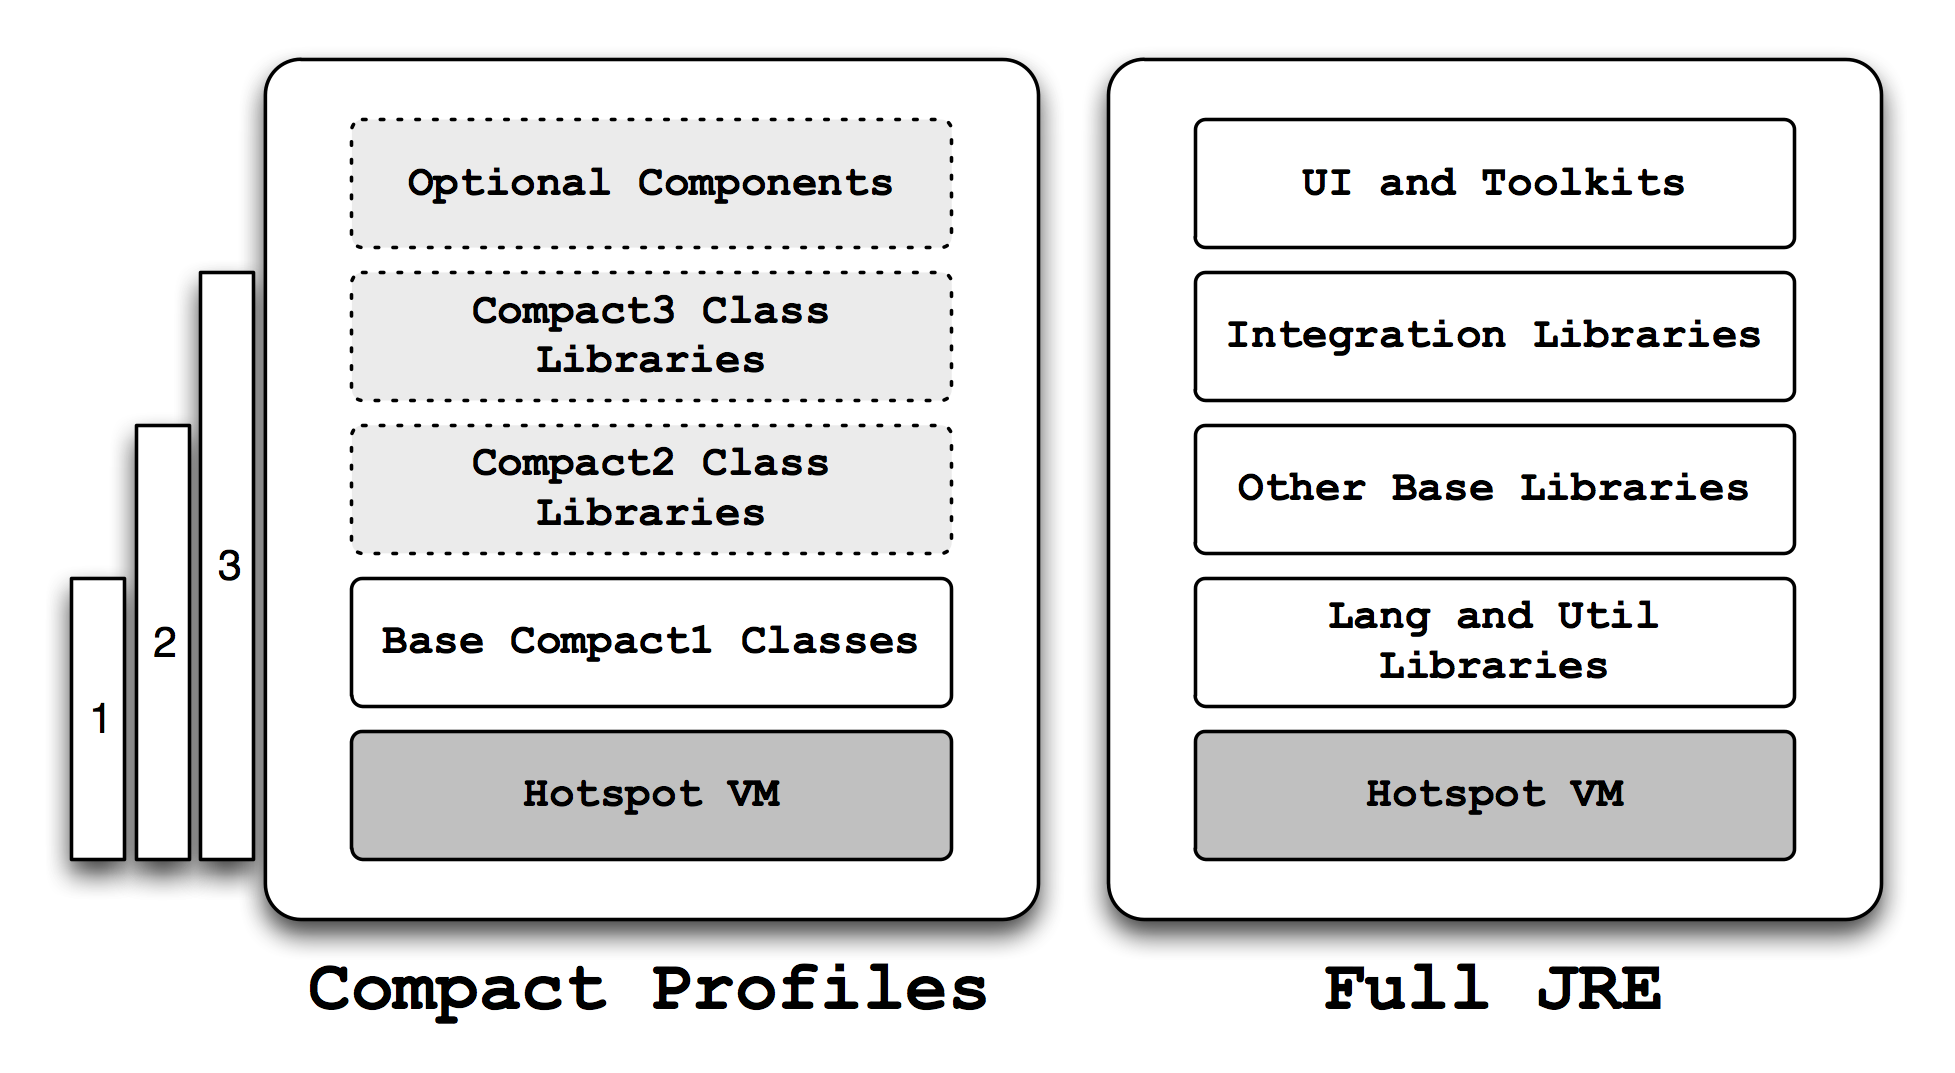 Optional Components
Compact3 Class
Libraries
Compact2 Class
Libraries
Base Compact1 Classes
Hotspot VM
1
2
3
Compact Profiles
UI and Toolkits
Integration Libraries
Other Base Libraries
Lang and Util
Libraries
Hotspot VM
Full JRE